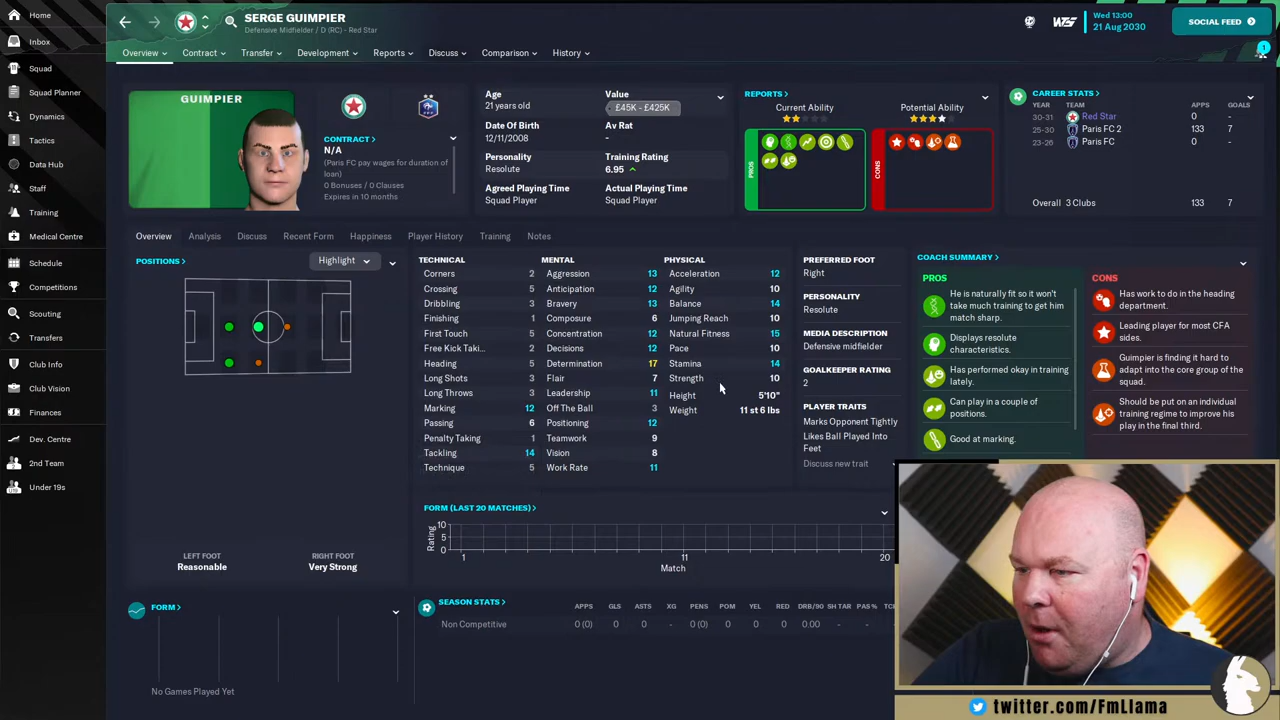 Home
Inbox
Squad
Squad Planner
Dynamics
Tactics
Data Hub
Staff
Training
Medical Centre
Schedule
Competitions
Scouting
Transfers
Club Info
Club Vision
Finances
Dev. Centre
2nd Team
Under 19s
SERGE GUIMPIER
Defensive Midfielder / D (RC) - Red Star
Wed 13:00
21 Aug 2030
SOCIAL FEED
1
Overview
Contract
Transfer
Development
Reports
Discuss
Comparison
History
GUIMPIER
CONTRACT
N/A
(Paris FC pay wages for duration of
loan)
0 Bonuses / 0 Clauses
Expires in 10 months
Age
21 years old
Value
£45K - £425K
Date Of Birth
12/11/2008
Av Rat
-
Personality
Resolute
Training Rating
6.95
Agreed Playing Time
Squad Player
Actual Playing Time
Squad Player
REPORTS
Current Ability
Potential Ability
PROS
CONS
CAREER STATS
YEAR TEAM APPS GOALS
30-31 Red Star 0 -
25-30 Paris FC 2 133 7
23-26 Paris FC 0 -
Overall 3 Clubs 133 7
Overview
Analysis
Discuss
Recent Form
Happiness
Player History
Training
Notes
POSITIONS
Highlight
LEFT FOOT
Reasonable
RIGHT FOOT
Very Strong
TECHNICAL
Corners 2
Crossing 5
Dribbling 3
Finishing 1
First Touch 5
Free Kick Taki... 2
Heading 5
Long Shots 3
Long Throws 3
Marking 12
Passing 6
Penalty Taking 1
Tackling 14
Technique 5
MENTAL
Aggression 13
Anticipation 12
Bravery 13
Composure 6
Concentration 12
Decisions 12
Determination 17
Flair 7
Leadership 11
Off The Ball 3
Positioning 12
Teamwork 9
Vision 8
Work Rate 11
PHYSICAL
Acceleration 12
Agility 10
Balance 14
Jumping Reach 10
Natural Fitness 15
Pace 10
Stamina 14
Strength 10
Height 5'10"
Weight 11 st 6 lbs
PREFERRED FOOT
Right
PERSONALITY
Resolute
MEDIA DESCRIPTION
Defensive midfielder
GOALKEEPER RATING
2
PLAYER TRAITS
Marks Opponent Tightly
Likes Ball Played Into
Feet
Discuss new trait
COACH SUMMARY
PROS
He is naturally fit so it won't
take much training to get him
match sharp.
Displays resolute
characteristics.
Has performed okay in training
lately.
Can play in a couple of
positions.
Good at marking.
CONS
Has work to do in the heading
department.
Leading player for most CFA
sides.
Guimpier is finding it hard to
adapt into the core group of the
squad.
Should be put on an individual
training regime to improve his
play in the final third.
FORM (LAST 20 MATCHES)
Rating
10
5
0
1
11
20
Match
FORM
No Games Played Yet
SEASON STATS
APPS GLS ASTS XG PENS POM YEL RED DRB/90 SH TAR PAS %
Non Competitive 0 (0) 0 0 - 0 (0) 0 0 0 0:00 - -
twitter.com/FmLlama